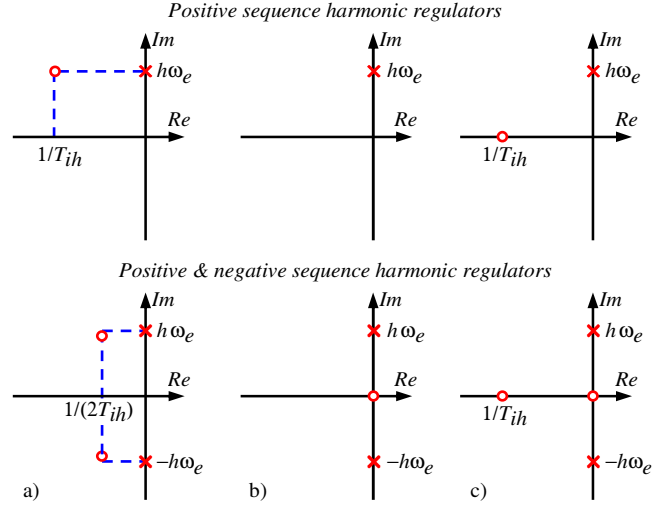 Positive sequence harmonic regulators
Im Im Im
hωe hωe hωe
Re Re Re
1/Tih 1/Tih
Positive & negative sequence harmonic regulators
Im Im Im
hωe hωe hωe
Re Re Re
1/(2Tih) 1/Tih
−hωe −hωe −hωe
a) b) c)